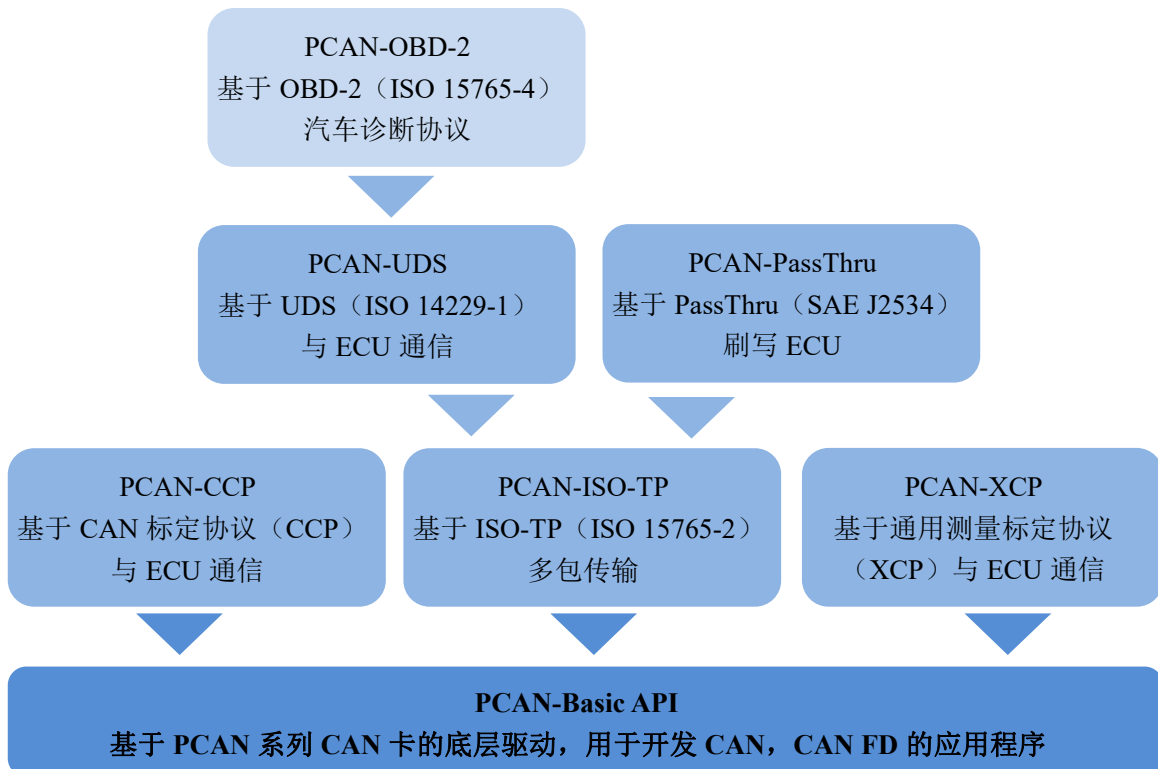 PCAN-OBD-2
基于 OBD-2（ISO 15765-4）
汽车诊断协议
PCAN-UDS
基于 UDS（ISO 14229-1）
与 ECU 通信
PCAN-PassThru
基于 PassThru（SAE J2534）
刷写 ECU
PCAN-CCP
基于 CAN 标定协议（CCP）
与 ECU 通信
PCAN-ISO-TP
基于 ISO-TP（ISO 15765-2）
多包传输
PCAN-XCP
基于通用测量标定协议
（XCP）与 ECU 通信
PCAN-Basic API
基于 PCAN 系列 CAN 卡的底层驱动，用于开发 CAN，CAN FD 的应用程序